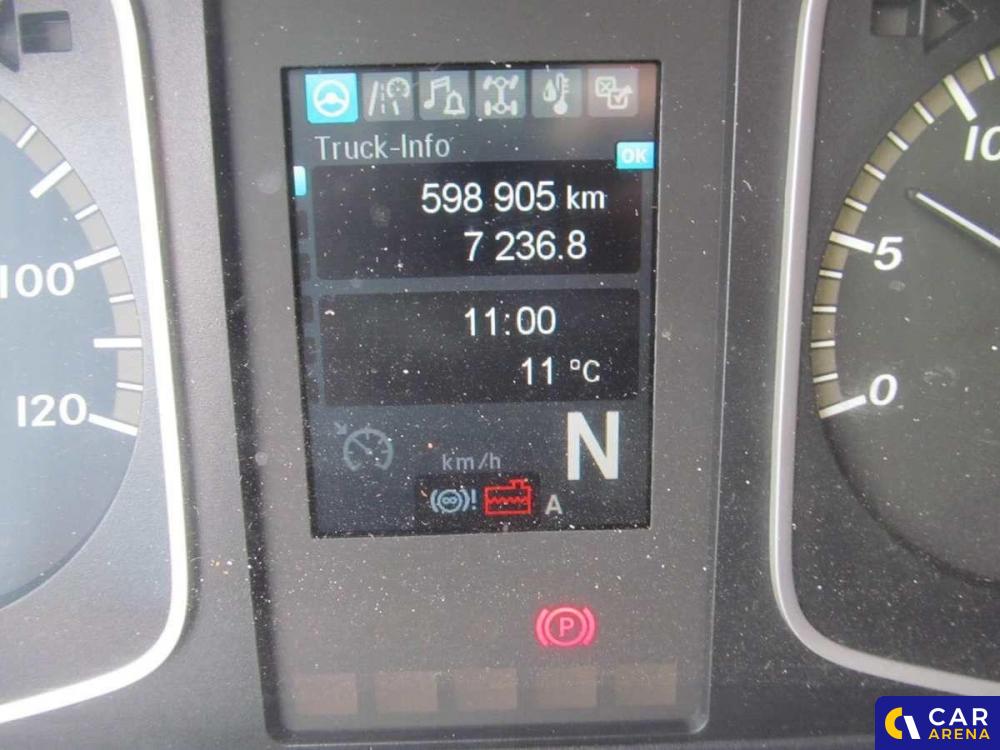 Truck-Info
OK
598 905 km
7 236.8
11:00
11 °C
N
km/h
A
P
100
120
10
5
0
CAR
ARENA